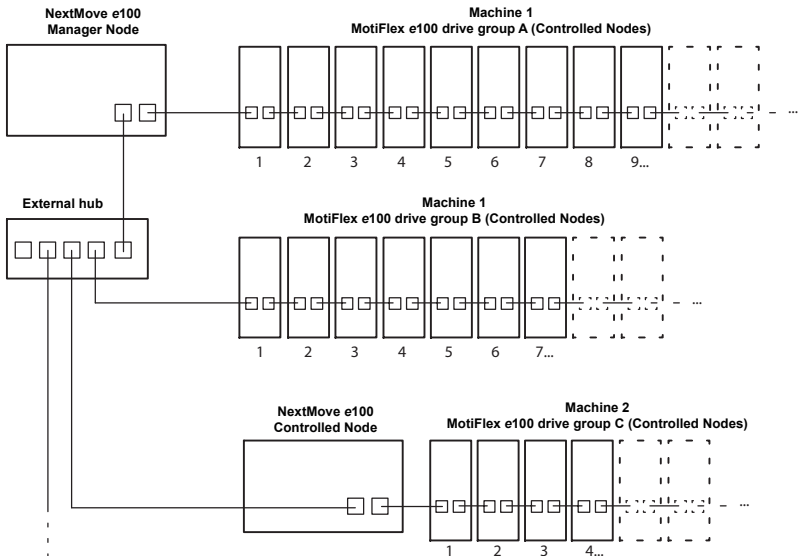 NextMove e100
Manager Node
Machine 1
MotiFlex e100 drive group A (Controlled Nodes)
1 2 3 4 5 6 7 8 9... ...
External hub
Machine 1
MotiFlex e100 drive group B (Controlled Nodes)
1 2 3 4 5 6 7... ...
NextMove e100
Controlled Node
Machine 2
MotiFlex e100 drive group C (Controlled Nodes)
1 2 3 4... ...